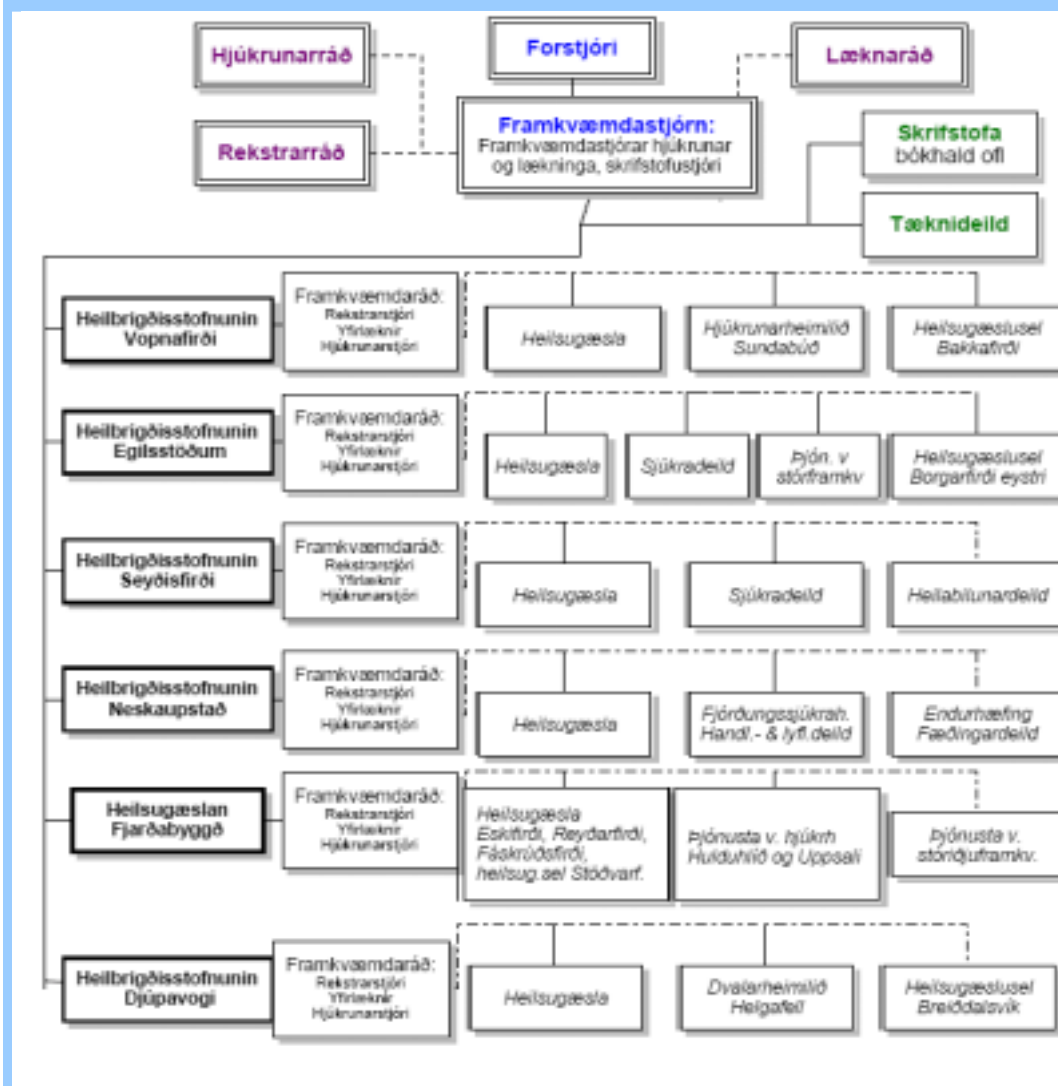 Hjúkrunarráð
Forstjóri
Læknaráð
Rekstrarráð
Framkvæmdastjórn:
Framkvæmdastjórar hjúkrunar
og lækninga, skrifstofustjóri
Skrifstofa
bókhald ofl
Tæknideild
Heilbrigðisstofnunin
Vopnafirði
Framkvæmdaráð:
Rekstrarstjóri
Yfirlæknir
Hjúkrunarstjóri
Heilsugæsla
Hjúkrunarheimilið
Sundabúð
Heilsugæslusel
Bakkafirði
Heilbrigðisstofnunin
Egilsstöðum
Framkvæmdaráð:
Rekstrarstjóri
Yfirlæknir
Hjúkrunarstjóri
Heilsugæsla
Sjúkradeild
Þjón. v
stórframkv
Heilsugæslusel
Borgarfirði eystri
Heilbrigðisstofnunin
Seyðisfirði
Framkvæmdaráð:
Rekstrarstjóri
Yfirlæknir
Hjúkrunarstjóri
Heilsugæsla
Sjúkradeild
Heilabilunardeild
Heilbrigðisstofnunin
Neskaupstað
Framkvæmdaráð:
Rekstrarstjóri
Yfirlæknir
Hjúkrunarstjóri
Heilsugæsla
Fjórðungssjúkrah.
Handl.- & lyfl.deild
Endurhæfing
Fæðingardeild
Heilsugæslan
Fjarðabyggð
Framkvæmdaráð:
Rekstrarstjóri
Yfirlæknir
Hjúkrunarstjóri
Heilsugæsla
Eskifirði, Reyðarfirði,
Fáskrúðsfirði,
heilsug.sel Stöðvarf.
Þjónusta v. hjúkrh
Hulduhlíð og Uppsali
Þjónusta v.
stóriðjuframkv.
Heilbrigðisstofnunin
Djúpavogi
Framkvæmdaráð:
Rekstrarstjóri
Yfirlæknir
Hjúkrunarstjóri
Heilsugæsla
Dvalarheimilið
Helgafell
Heilsugæslusel
Breiðdalsvík